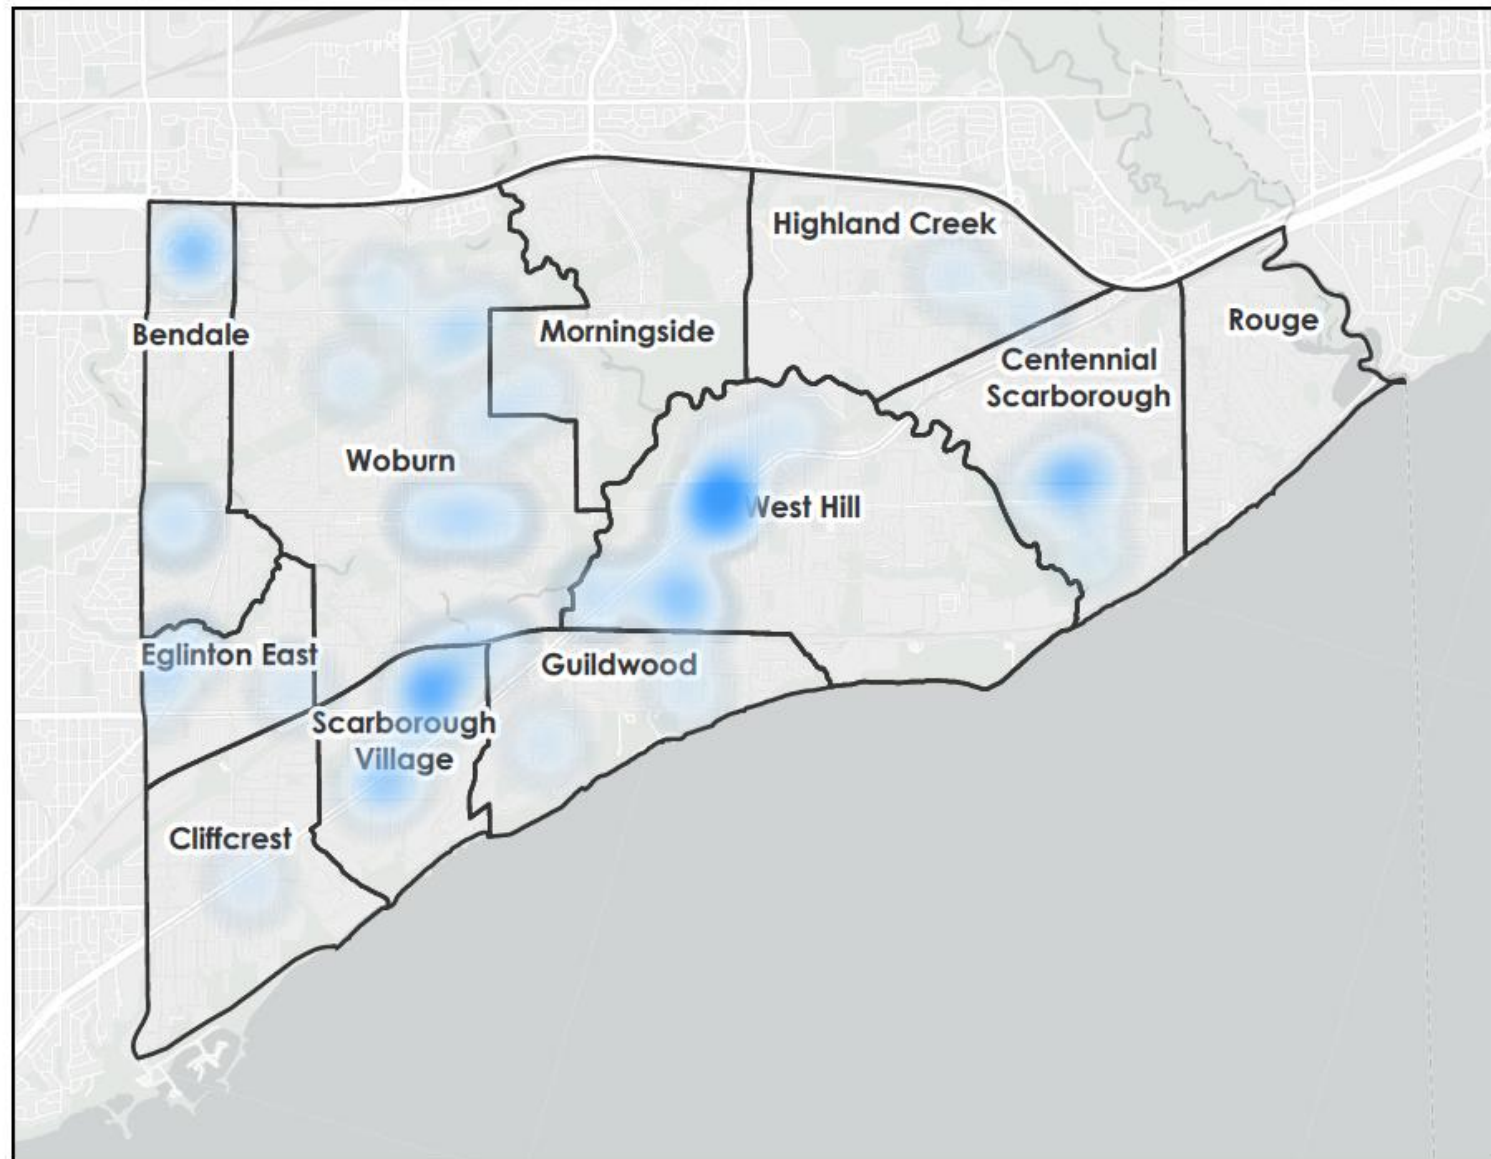 Highland Creek
Rouge
Bendale
Morningside
Centennial
Scarborough
Woburn
West Hill
Eglinton East
Guildwood
Scarborough
Village
Cliffcrest